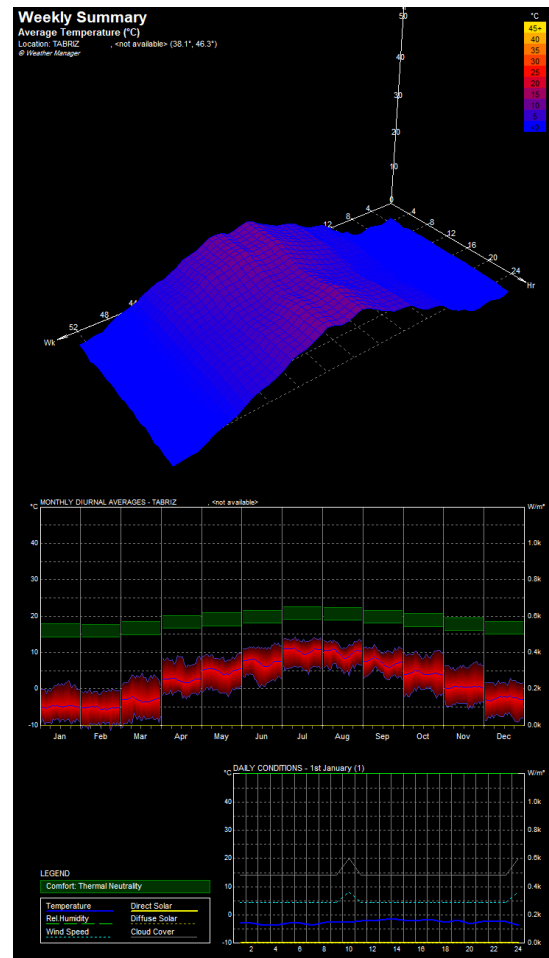 Weekly Summary
Average Temperature (°C)
Location: TABRIZ , <not available> (38.1°, 46.3°)
© Weather Manager
°C
45+
40
35
30
25
20
15
10
5
50
40
30
20
10
0
4 8 12
44 48 52
Wk
4 8 12 16 20 24
Hr
MONTHLY DIURNAL AVERAGES - TABRIZ , <not available>
°C W/m²
40 1.0k
30 0.8k
20 0.6k
10 0.4k
0 0.2k
-10 0.0k
Jan Feb Mar Apr May Jun Jul Aug Sep Oct Nov Dec
DAILY CONDITIONS - 1st January (1)
°C W/m²
40 1.0k
30 0.8k
20 0.6k
10 0.4k
0 0.2k
-10 0.0k
2 4 6 8 10 12 14 16 18 20 22 24
LEGEND
Comfort: Thermal Neutrality
Temperature Direct Solar
Rel.Humidity Diffuse Solar
Wind Speed Cloud Cover